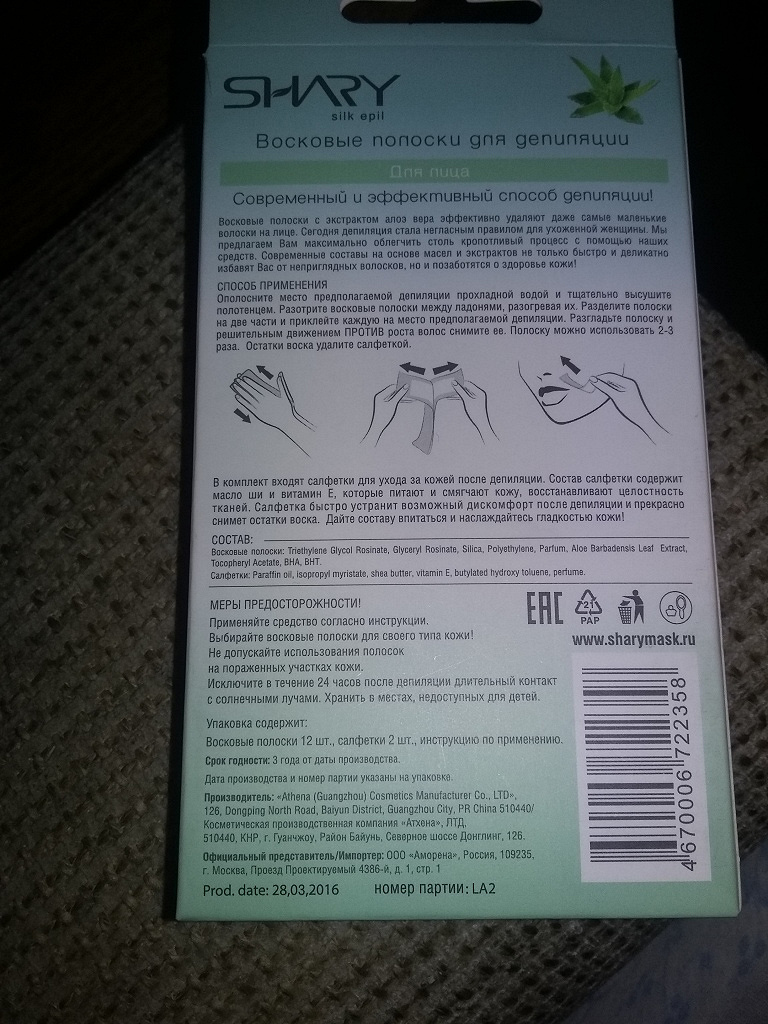 SHARY
silk epil
Восковые полоски для депиляции
Для лица
Современный и эффективный способ депиляции!
Восковые полоски с экстрактом алоэ вера эффективно удаляют даже самые маленькие
волоски на лице. Сегодня депиляция стала негласным правилом для ухоженной женщины. Мы
предлагаем Вам максимально облегчить столь кропотливый процесс с помощью наших
средств. Современные составы на основе масел и экстрактов не только быстро и деликатно
избавят Вас от неприглядных волосков, но и позаботятся о здоровье кожи!
СПОСОБ ПРИМЕНЕНИЯ
Ополосните место предполагаемой депиляции прохладной водой и тщательно высушите
полотенцем. Разотрите восковые полоски между ладонями, разогревая их. Разделите полоски
на две части и приклейте каждую на место предполагаемой депиляции. Разгладьте полоску и
решительным движением ПРОТИВ роста волос снимите ее. Полоску можно использовать 2-3
раза. Остатки воска удалите салфеткой.
В комплект входят салфетки для ухода за кожей после депиляции. Состав салфетки содержит
масло ши и витамин Е, которые питают и смягчают кожу, восстанавливают целостность
тканей. Салфетка быстро устранит возможный дискомфорт после депиляции и прекрасно
снимет остатки воска. Дайте составу впитаться и наслаждайтесь гладкостью кожи!
СОСТАВ:
Восковые полоски: Triethylene Glycol Rosinate, Glyceryl Rosinate, Silica, Polyethylene, Parfum, Aloe Barbadensis Leaf Extract,
Tocopheryl Acetate, BHA, BHT.
Салфетки: Paraffin oil, isopropyl myristate, shea butter, vitamin E, butylated hydroxy toluene, perfume.
МЕРЫ ПРЕДОСТОРОЖНОСТИ!
Применяйте средство согласно инструкции.
Выбирайте восковые полоски для своего типа кожи!
Не допускайте использования полосок
на пораженных участках кожи.
Исключите в течение 24 часов после депиляции длительный контакт
с солнечными лучами. Хранить в местах, недоступных для детей.
EAC
21
PAP
www.sharymask.ru
Упаковка содержит:
Восковые полоски 12 шт., салфетки 2 шт., инструкцию по применению.
Срок годности: 3 года от даты производства.
Дата производства и номер партии указаны на упаковке.
Производитель: «Athena (Guangzhou) Cosmetics Manufacturer Co., LTD»,
126, Dongping North Road, Baiyun District, Guangzhou City, PR China 510440/
Косметическая производственная компания «Атхена», ЛТД,
510440, КНР, г. Гуанчжоу, Район Байунь, Северное шоссе Донглинг, 126.
Официальный представитель/Импортер: ООО «Аморена», Россия, 109235,
г. Москва, Проезд Проектируемый 4386-й, д. 1, стр. 1
Prod. date: 28,03,2016 номер партии: LA2
4670006722358